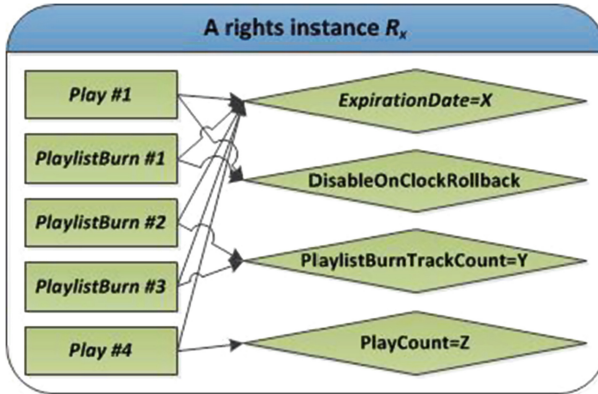 A rights instance Rx
Play #1
ExpirationDate=X
PlaylistBurn #1
DisableOnClockRollback
PlaylistBurn #2
PlaylistBurnTrackCount=Y
PlaylistBurn #3
Play #4
PlayCount=Z